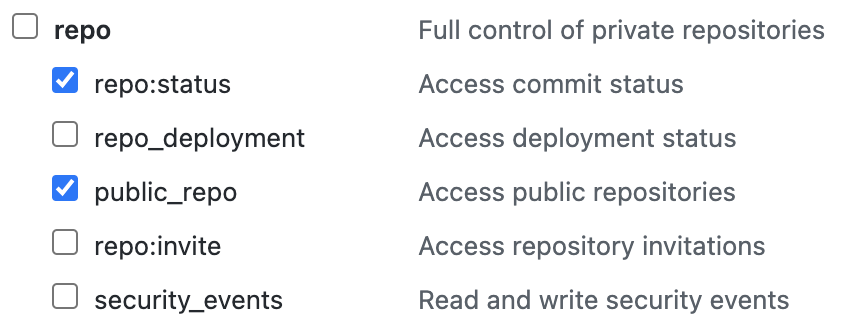 repo Full control of private repositories
repo:status Access commit status
repo_deployment Access deployment status
public_repo Access public repositories
repo:invite Access repository invitations
security_events Read and write security events